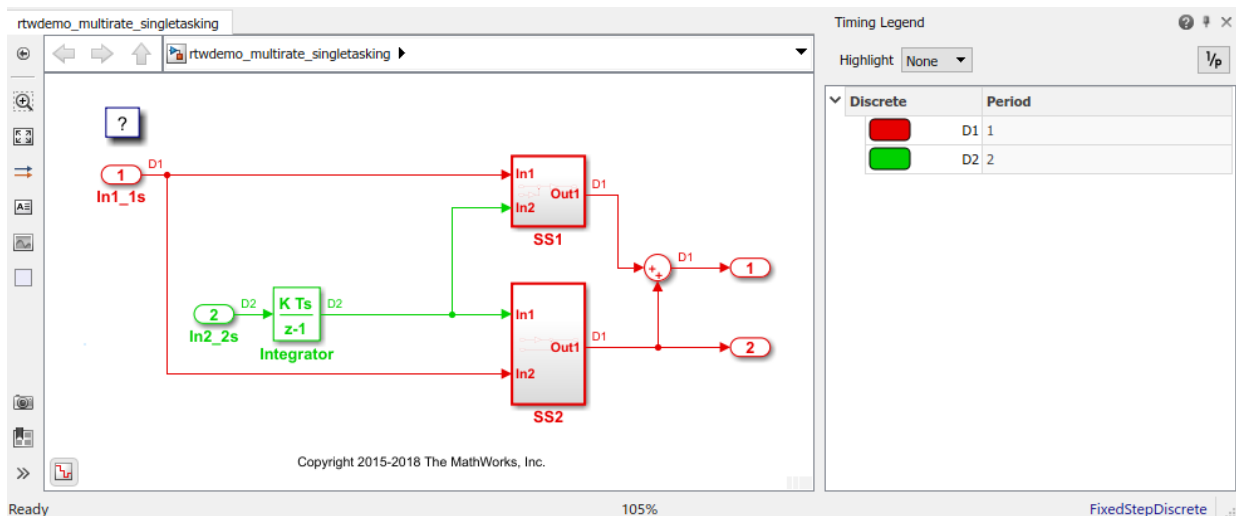 rtwdemo_multirate_singletasking
Timing Legend
rtwdemo_multirate_singletasking
Highlight None
1/p
Discrete Period
D1 1
D2 2
?
D1
1
In1_1s
In1
In2
Out1
D1
SS1
D1
1
D2
2
In2_2s
K Ts
z-1
D2
Integrator
In1
In2
Out1
D1
SS2
2
Copyright 2015-2018 The MathWorks, Inc.
Ready 105% FixedStepDiscrete